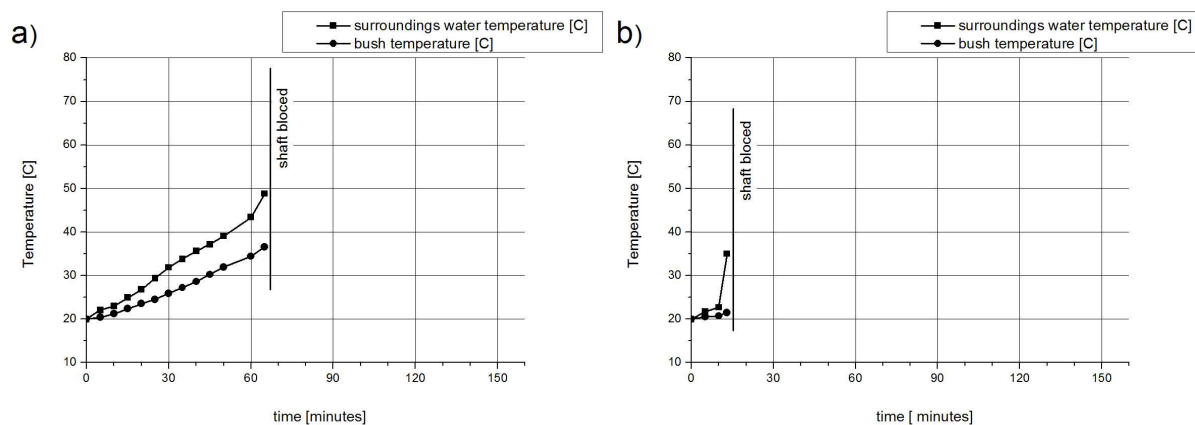 a)
surroundings water temperature [C]
bush temperature [C]
80
70
60
50
40
30
20
10
Temperature [C]
shaft bloced
0
30
60
90
120
150
time [minutes]
b)
surroundings water temperature [C]
bush temperature [C]
80
70
60
50
40
30
20
10
Temperature [C]
shaft bloced
0
30
60
90
120
150
time [ minutes]